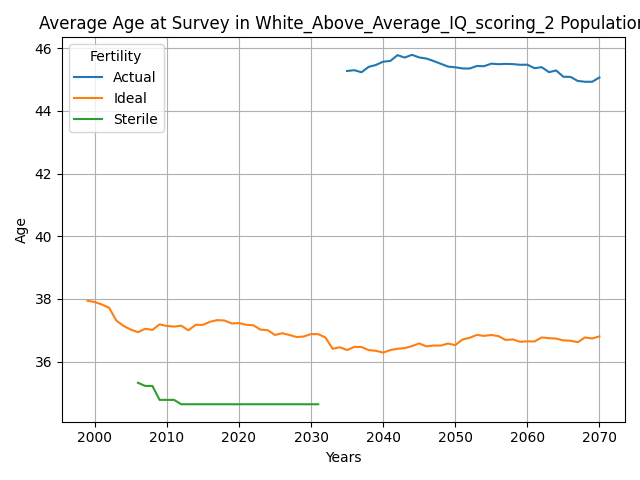 Average Age at Survey in White_Above_Average_IQ_scoring_2 Population
Fertility
Actual
Ideal
Sterile
46
44
42
40
38
36
Age
2000 2010 2020 2030 2040 2050 2060 2070
Years